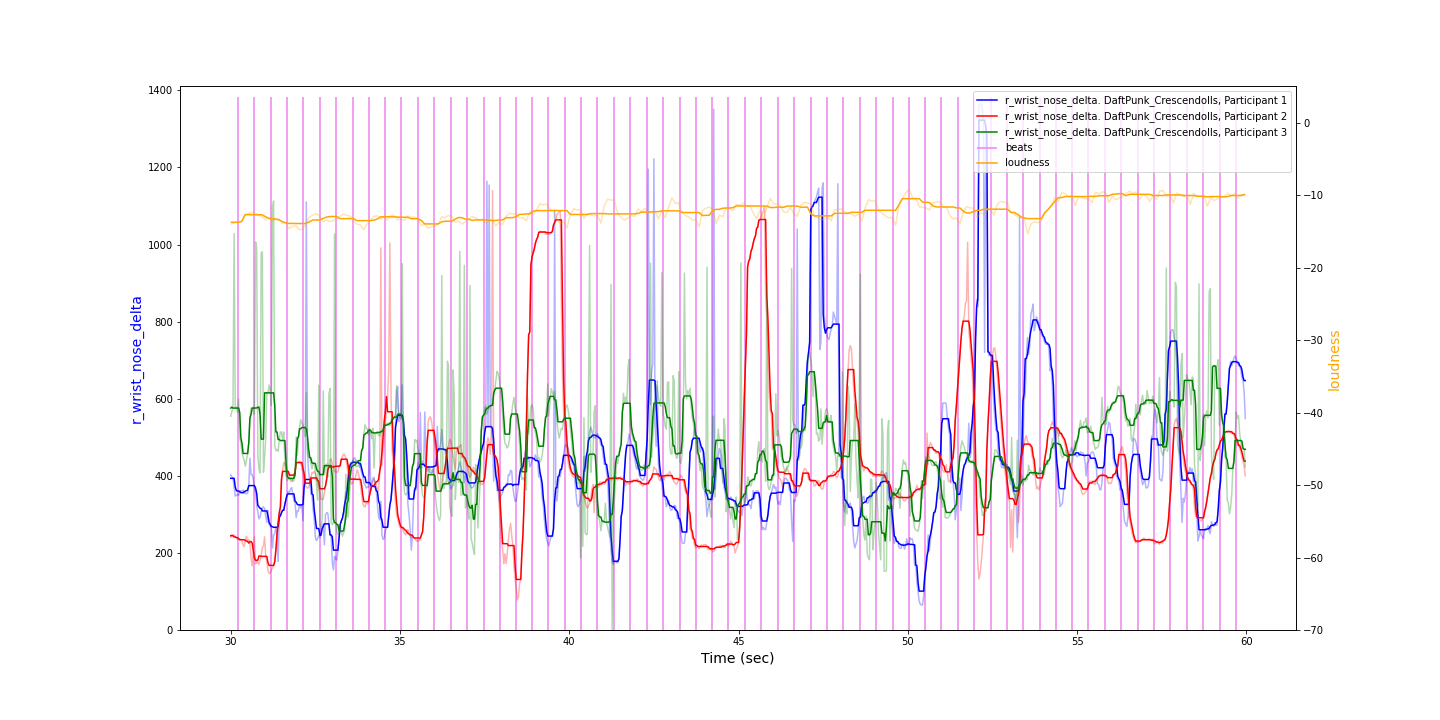 1400
1200
1000
800
600
400
200
0
r_wrist_nose_delta
r_wrist_nose_delta. DaftPunk_Crescendolls, Participant 1
r_wrist_nose_delta. DaftPunk_Crescendolls, Participant 2
r_wrist_nose_delta. DaftPunk_Crescendolls, Participant 3
beats
loudness
0
−10
−20
−30
−40
−50
−60
−70
loudness
30
35
40
45
50
55
60
Time (sec)